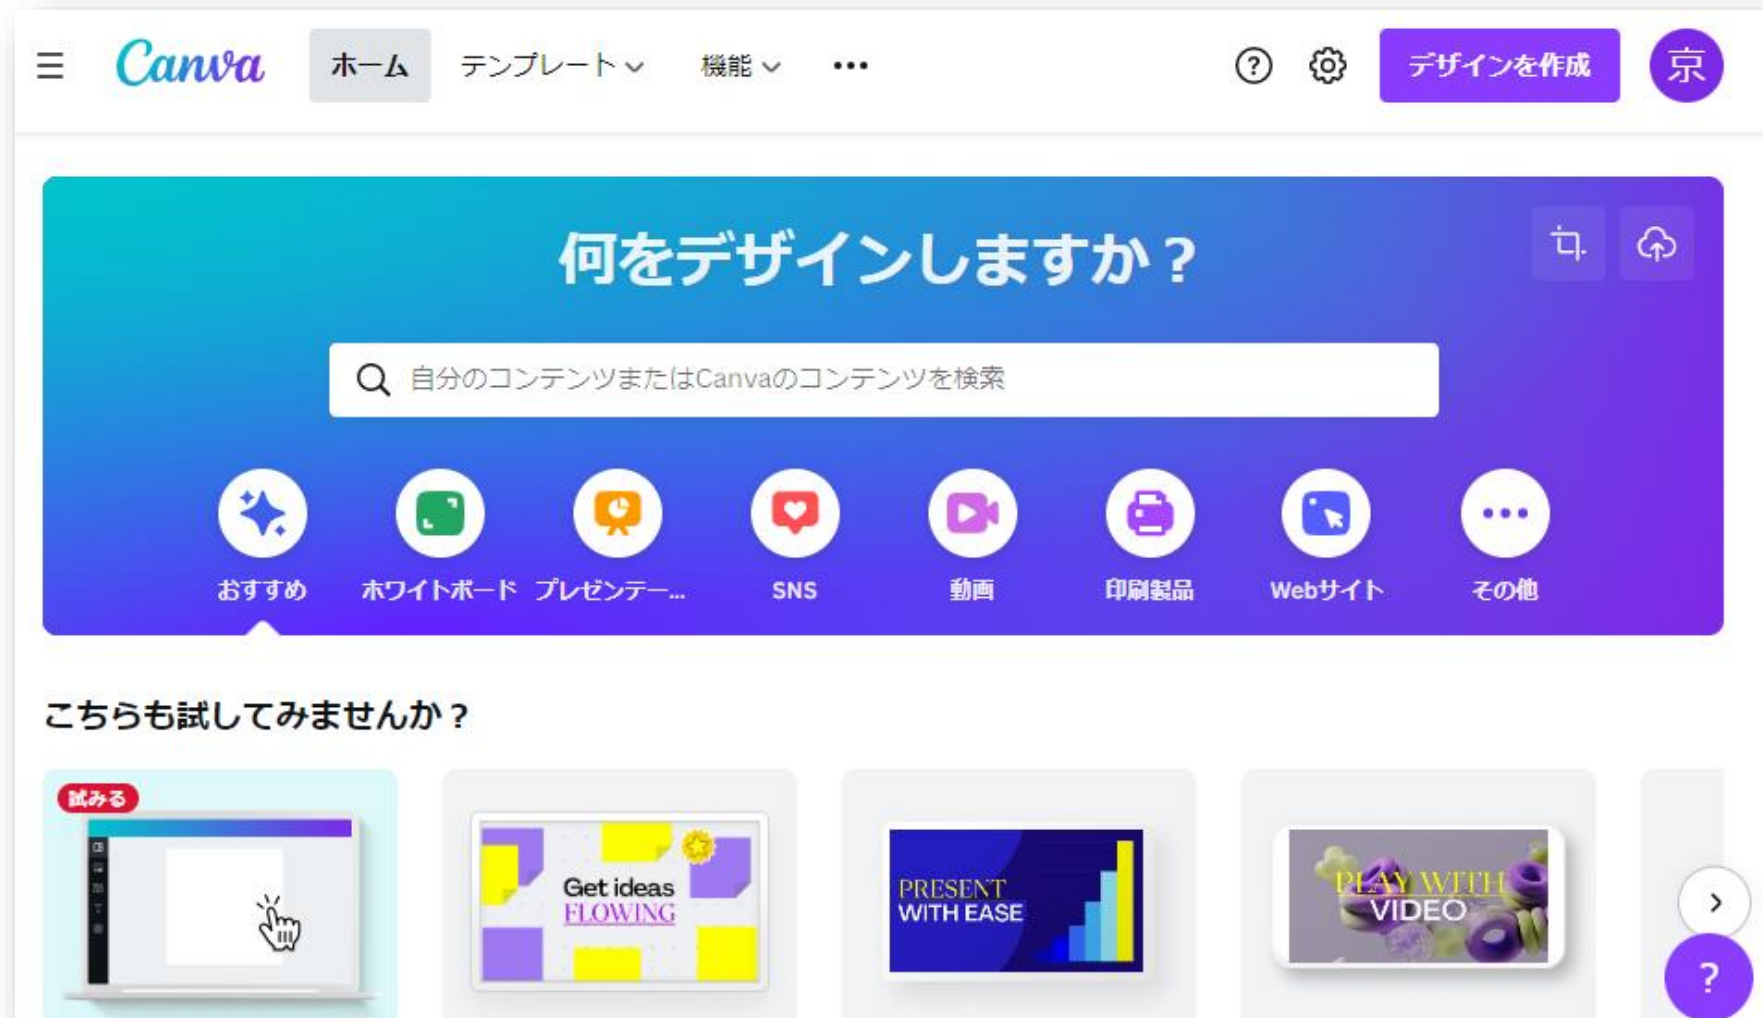 Canva
ホーム
テンプレート
機能
デザインを作成
京
何をデザインしますか？
自分のコンテンツまたはCanvaのコンテンツを検索
おすすめ
ホワイトボード
プレゼンテー...
SNS
動画
印刷製品
Webサイト
その他
こちらも試してみませんか？
試みる
Get ideas
FLOWING
PRESENT
WITH EASE
PLAY WITH
VIDEO
?